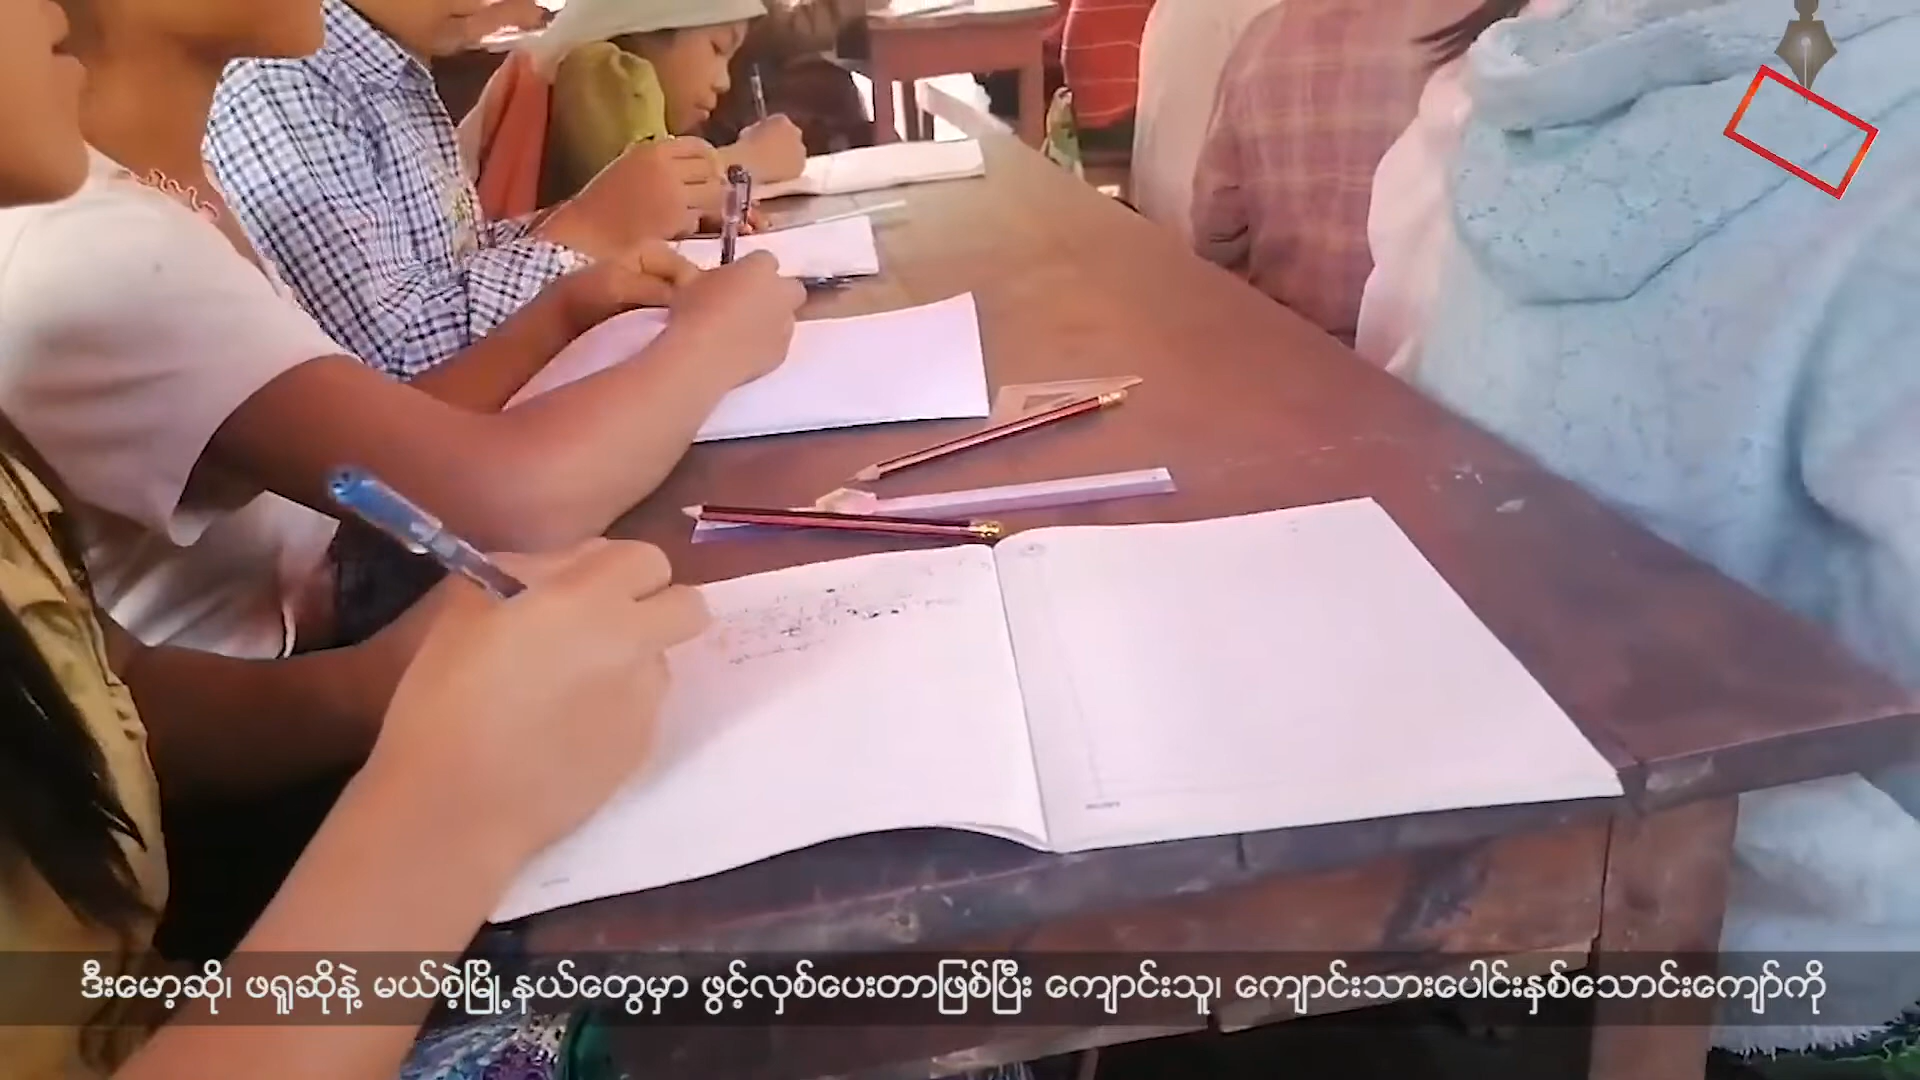 ဒီးမော့ဆို၊ ဖရူဆိုနဲ့ မယ်စဲ့မြို့နယ်တွေမှာ ဖွင့်လှစ်ပေးတာဖြစ်ပြီး ကျောင်းသူ၊ ကျောင်းသားပေါင်းနှစ်သောင်းကျော်ကို